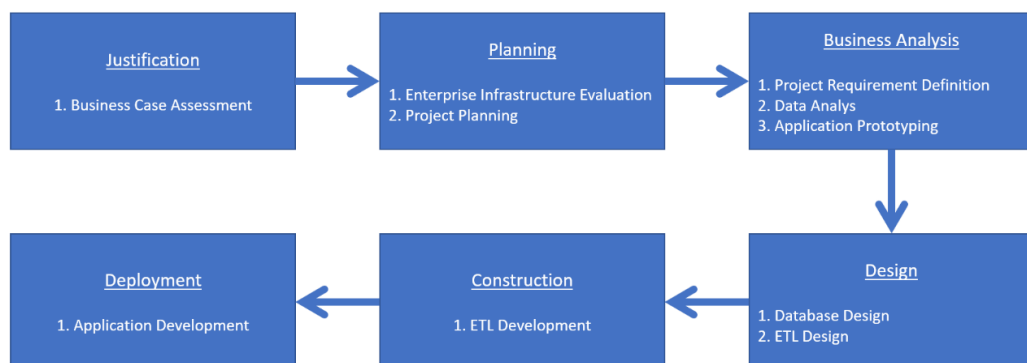 Justification
1. Business Case Assessment
Planning
1. Enterprise Infrastructure Evaluation
2. Project Planning
Business Analysis
1. Project Requirement Definition
2. Data Analys
3. Application Prototyping
Design
1. Database Design
2. ETL Design
Construction
1. ETL Development
Deployment
1. Application Development